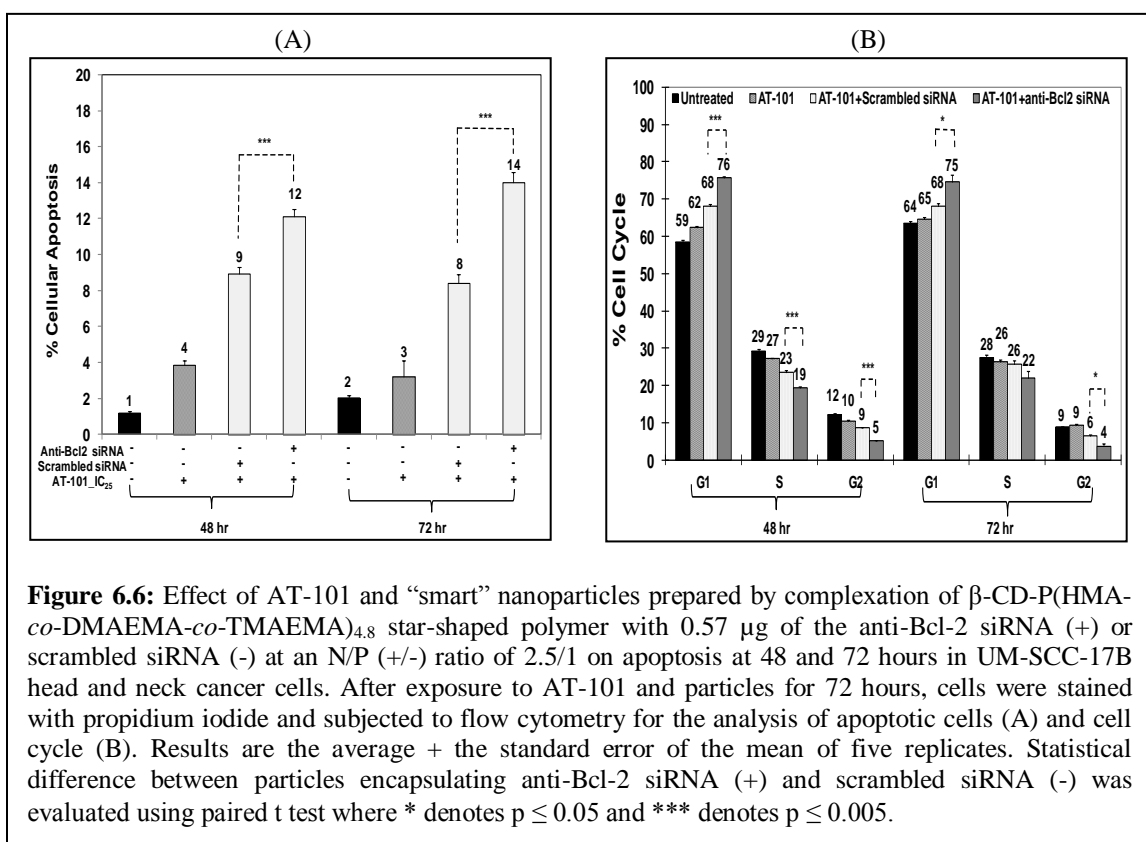 (A)
20
18
16
14
12
10
8
6
4
2
0
% Cellular Apoptosis
1
4
9
12
***
2
3
8
14
***
Anti-Bcl2 siRNA - - - + - - - +
Scrambled siRNA - - + - - - + -
AT-101_IC25 - + + + - + + +
48 hr 72 hr
(B)
100
90
80
70
60
50
40
30
20
10
0
% Cell Cycle
Untreated AT-101 AT-101+Scrambled siRNA AT-101+anti-Bcl2 siRNA
59 62 68 76 ***
29 27 23 19 ***
12 10 9 5 ***
64 65 68 75 *
28 26 26 22
9 9 6 4 *
G1 S G2 G1 S G2
48 hr 72 hr
Figure 6.6: Effect of AT-101 and “smart” nanoparticles prepared by complexation of β-CD-P(HMA-
co-DMAEMA-co-TMAEMA)4.8 star-shaped polymer with 0.57 µg of the anti-Bcl-2 siRNA (+) or
scrambled siRNA (-) at an N/P (+/-) ratio of 2.5/1 on apoptosis at 48 and 72 hours in UM-SCC-17B
head and neck cancer cells. After exposure to AT-101 and particles for 72 hours, cells were stained
with propidium iodide and subjected to flow cytometry for the analysis of apoptotic cells (A) and cell
cycle (B). Results are the average + the standard error of the mean of five replicates. Statistical
difference between particles encapsulating anti-Bcl-2 siRNA (+) and scrambled siRNA (-) was
evaluated using paired t test where * denotes p ≤ 0.05 and *** denotes p ≤ 0.005.